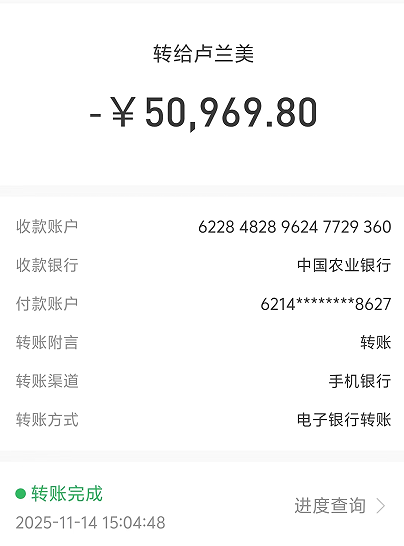 转给卢兰美
-￥50,969.80
收款账户 6228 4828 9624 7729 360
收款银行 中国农业银行
付款账户 6214********8627
转账附言 转账
转账渠道 手机银行
转账方式 电子银行转账
转账完成
进度查询
2025-11-14 15:04:48